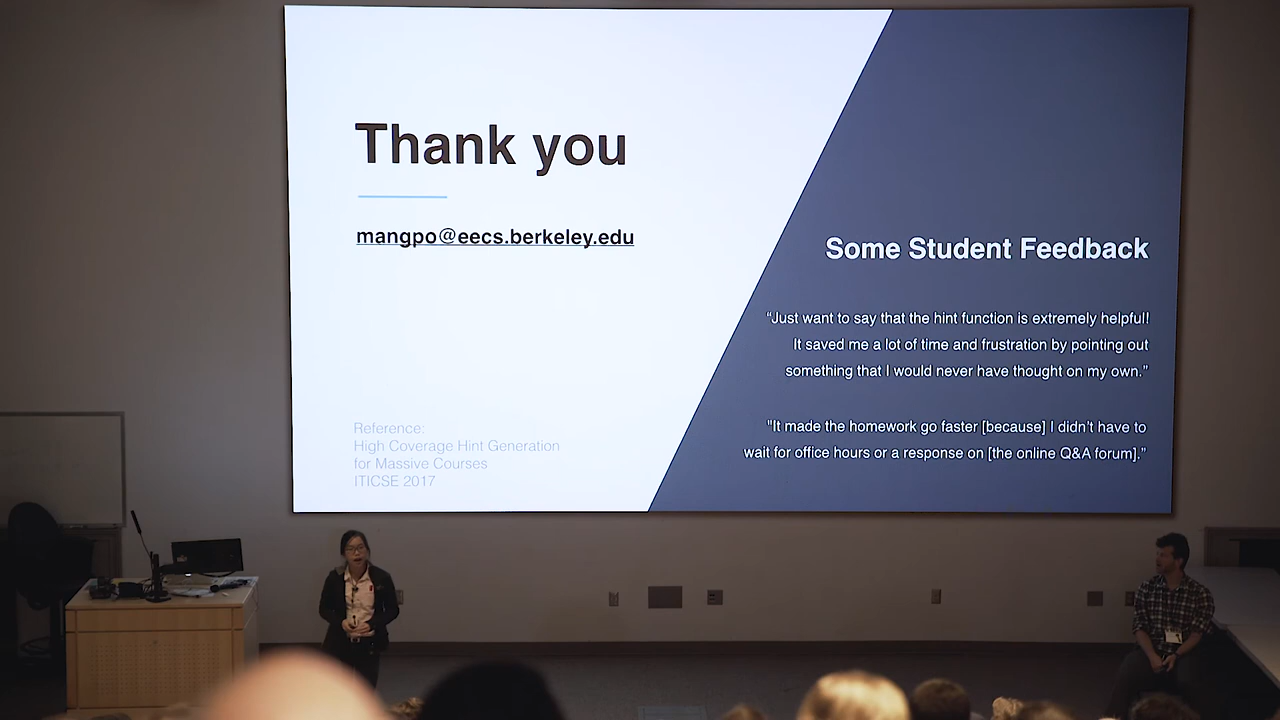 Thank you
mangpo@eecs.berkeley.edu
Some Student Feedback
“Just want to say that the hint function is extremely helpful!
It saved me a lot of time and frustration by pointing out
something that I would never have thought on my own.”
"It made the homework go faster [because] I didn't have to
wait for office hours or a response on [the online Q&A forum].”
Reference:
High Coverage Hint Generation
for Massive Courses
ITICSE 2017